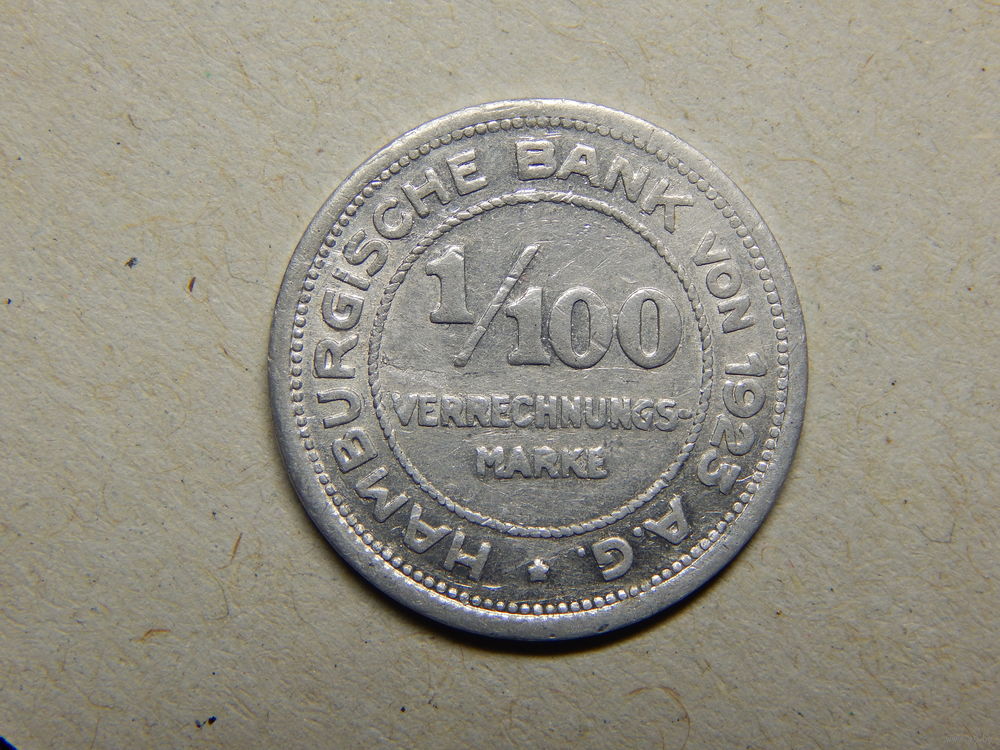 HAMBURGISCHE BANK VON 1923 A.G.
1/100
VERRECHNUNGS-
MARKE